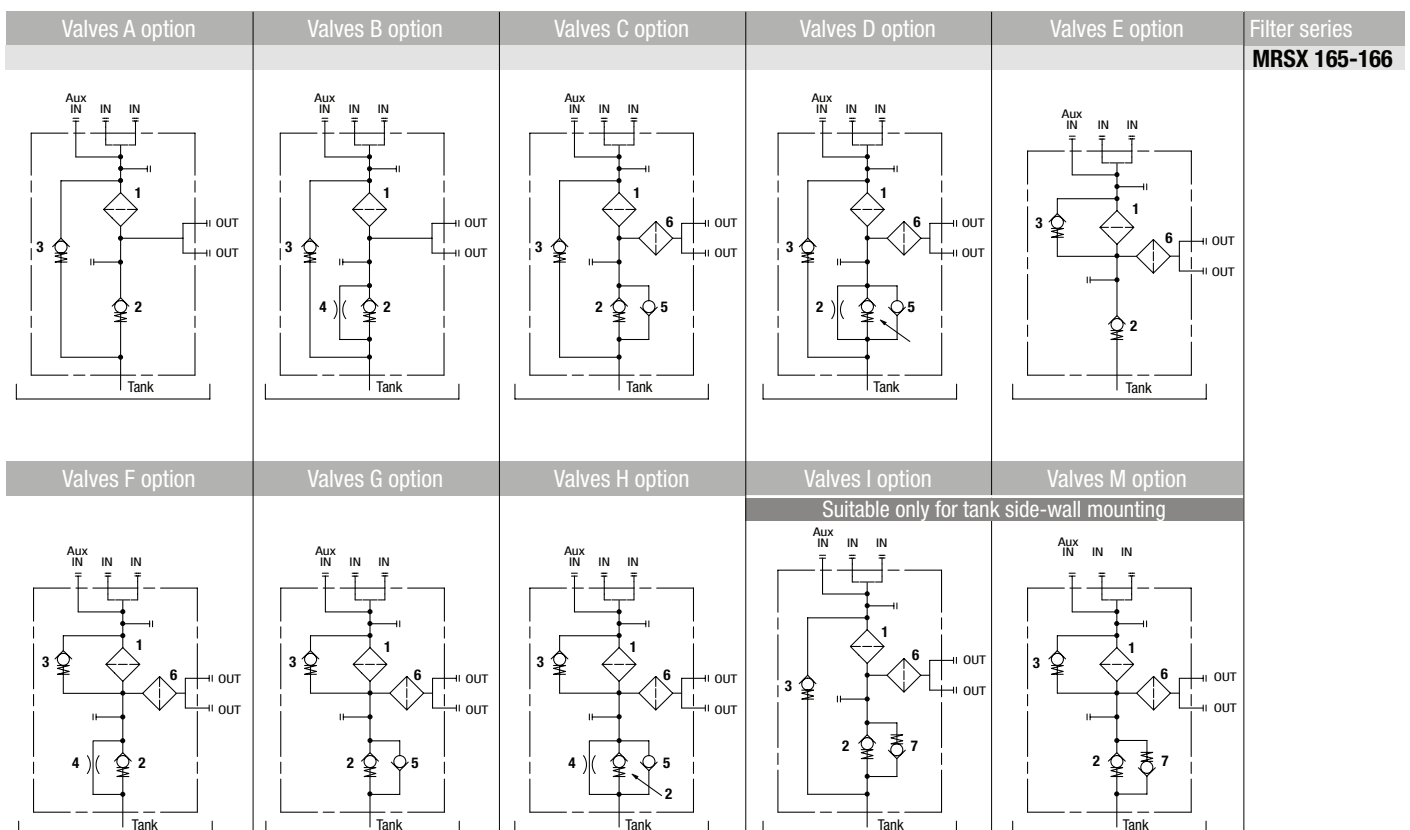 Valves A option
Valves B option
Valves C option
Valves D option
Valves E option
Filter series
MRSX 165-166
Aux
IN IN IN
1
3
OUT
OUT
2
Tank
Aux
IN IN IN
1
3
OUT
OUT
4 2
Tank
Aux
IN IN IN
1
6
3
OUT
OUT
2 5
Tank
Aux
IN IN IN
1
6
3
OUT
OUT
2 5
Tank
Aux
IN IN IN
3 1
6
OUT
OUT
2
Tank
Valves F option
Valves G option
Valves H option
Valves I option
Valves M option
Suitable only for tank side-wall mounting
Aux
IN IN IN
1
3
6
OUT
OUT
4 2
Tank
Aux
IN IN IN
1
3
6
OUT
OUT
2 5
Tank
Aux
IN IN IN
1
3
6
OUT
OUT
4 5
2
Tank
Aux
IN IN IN
1
6
OUT
3
OUT
2 7
Tank
Aux
IN IN IN
1
3
6
OUT
OUT
2 7
Tank